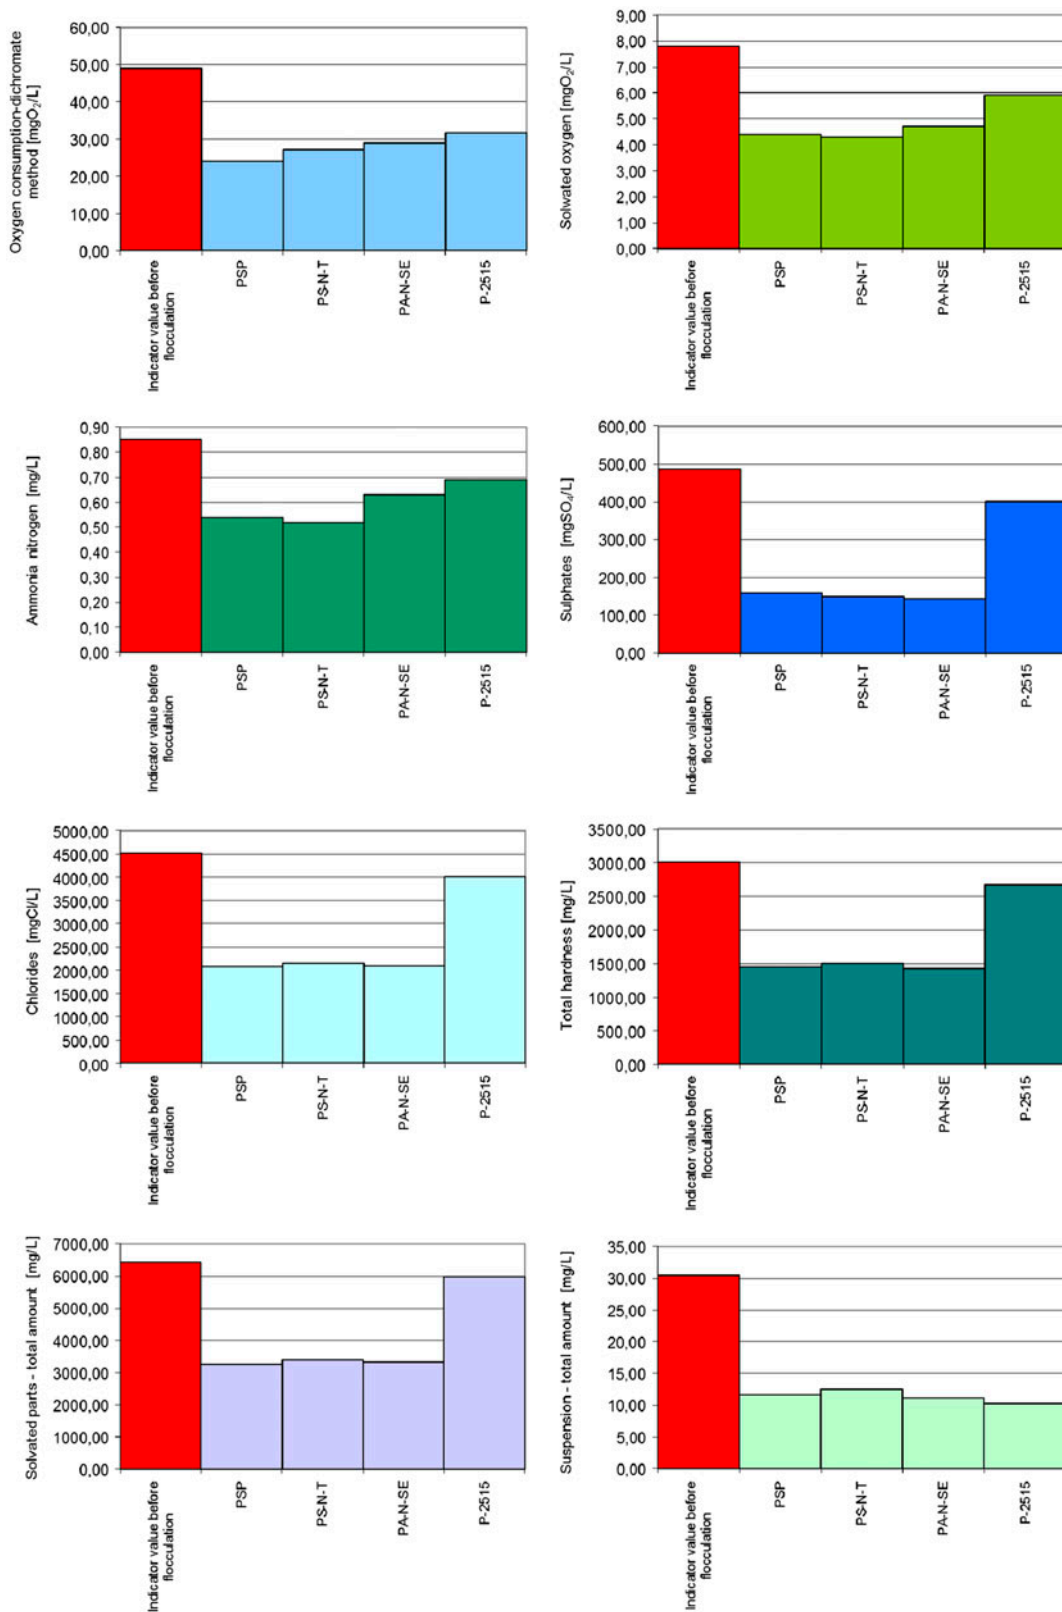 Oxygen consumption-dichromate
method [mgO₂/L]
60,00
50,00
40,00
30,00
20,00
10,00
0,00
Indicator value before
flocculation
PSP
PS-N-T
PA-N-SE
P-2515
Solwated oxygen [mgO₂/L]
9,00
8,00
7,00
6,00
5,00
4,00
3,00
2,00
1,00
0,00
Indicator value before
flocculation
PSP
PS-N-T
PA-N-SE
P-2515
Ammonia nitrogen [mg/L]
0,90
0,80
0,70
0,60
0,50
0,40
0,30
0,20
0,10
0,00
Indicator value before
flocculation
PSP
PS-N-T
PA-N-SE
P-2515
Sulphates [mgSO₄/L]
600,00
500,00
400,00
300,00
200,00
100,00
0,00
Indicator value before
flocculation
PSP
PS-N-T
PA-N-SE
P-2515
Chlorides [mgCl/L]
5000,00
4500,00
4000,00
3500,00
3000,00
2500,00
2000,00
1500,00
1000,00
500,00
0,00
Indicator value before
flocculation
PSP
PS-N-T
PA-N-SE
P-2515
Total hardness [mg/L]
3500,00
3000,00
2500,00
2000,00
1500,00
1000,00
500,00
0,00
Indicator value before
flocculation
PSP
PS-N-T
PA-N-SE
P-2515
Solvated parts - total amount [mg/L]
7000,00
6000,00
5000,00
4000,00
3000,00
2000,00
1000,00
0,00
Indicator value before
flocculation
PSP
PS-N-T
PA-N-SE
P-2515
Suspension - total amount [mg/L]
35,00
30,00
25,00
20,00
15,00
10,00
5,00
0,00
Indicator value before
flocculation
PSP
PS-N-T
PA-N-SE
P-2515